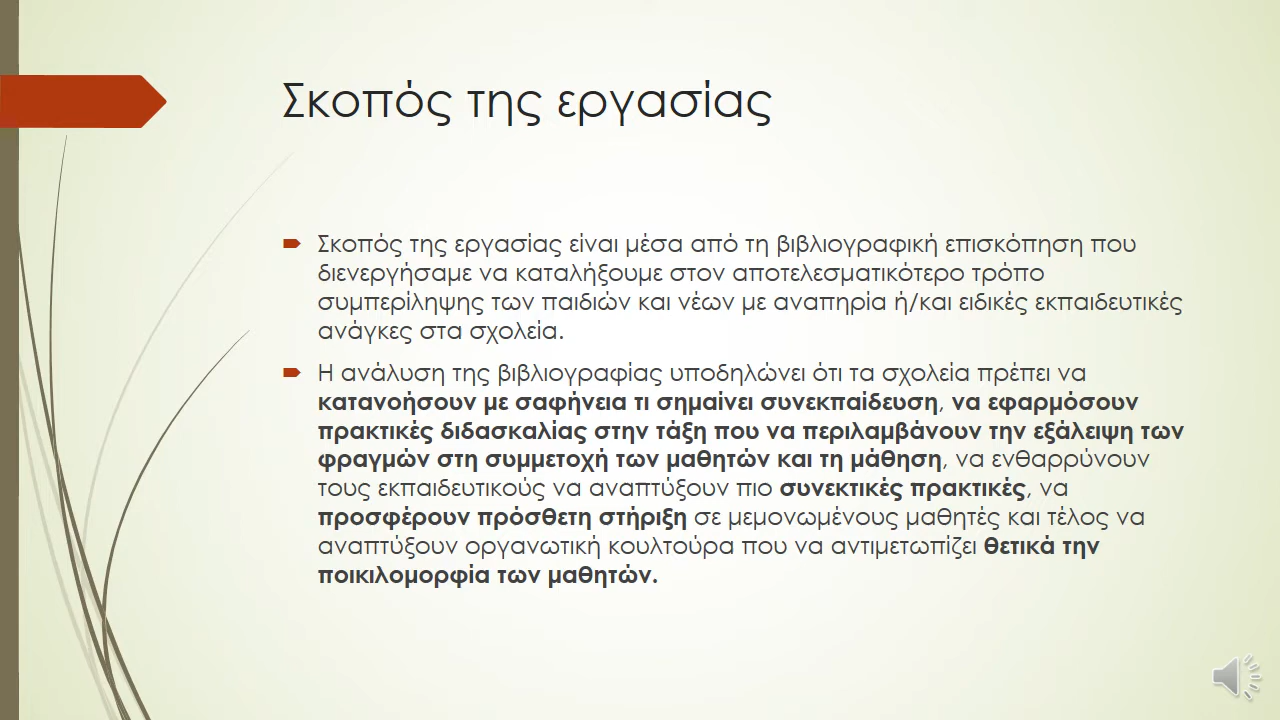 Σκοπός της εργασίας
Σκοπός της εργασίας είναι μέσα από τη βιβλιογραφική επισκόπηση που
διενεργήσαμε να καταλήξουμε στον αποτελεσματικότερο τρόπο
συμπερίληψης των παιδιών και νέων με αναπηρία ή/και ειδικές εκπαιδευτικές
ανάγκες στα σχολεία.
Η ανάλυση της βιβλιογραφίας υποδηλώνει ότι τα σχολεία πρέπει να
κατανοήσουν με σαφήνεια τι σημαίνει συνεκπαίδευση, να εφαρμόσουν
πρακτικές διδασκαλίας στην τάξη που να περιλαμβάνουν την εξάλειψη των
φραγμών στη συμμετοχή των μαθητών και τη μάθηση, να ενθαρρύνουν
τους εκπαιδευτικούς να αναπτύξουν πιο συνεκτικές πρακτικές, να
προσφέρουν πρόσθετη στήριξη σε μεμονωμένους μαθητές και τέλος να
αναπτύξουν οργανωτική κουλτούρα που να αντιμετωπίζει θετικά την
ποικιλομορφία των μαθητών.